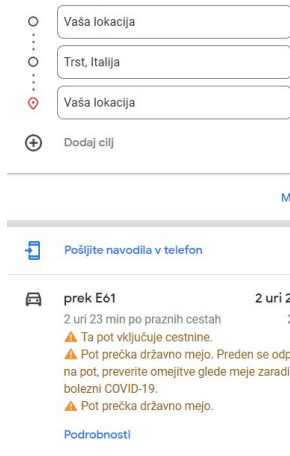 Vaša lokacija
Trst, Italija
Vaša lokacija
Dodaj cilj
Pošljite navodila v telefon
prek E61
2 uri
2 uri 23 min po praznih cestah
Ta pot vključuje cestnine.
Pot prečka državno mejo. Preden se
na pot, preverite omejitve glede meje zaradi
bolezni COVID-19.
Pot prečka državno mejo.
Podrobnosti